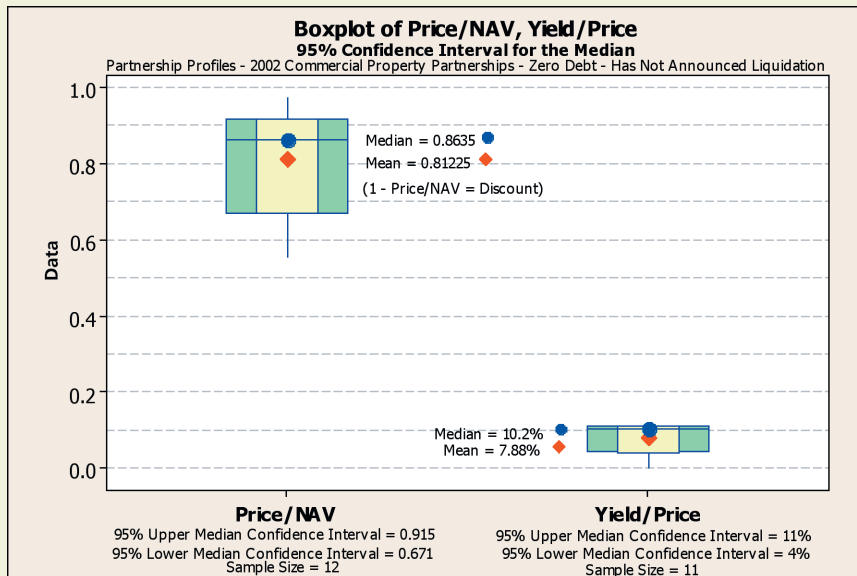 Boxplot of Price/NAV, Yield/Price
95% Confidence Interval for the Median
Partnership Profiles - 2002 Commercial Property Partnerships - Zero Debt - Has Not Announced Liquidation
1.0
0.8
0.6
0.4
0.2
0.0
Data
Median = 0.8635
Mean = 0.81225
(1 - Price/NAV = Discount)
Median = 10.2%
Mean = 7.88%
Price/NAV
95% Upper Median Confidence Interval = 0.915
95% Lower Median Confidence Interval = 0.671
Sample Size = 12
Yield/Price
95% Upper Median Confidence Interval = 11%
95% Lower Median Confidence Interval = 4%
Sample Size = 11